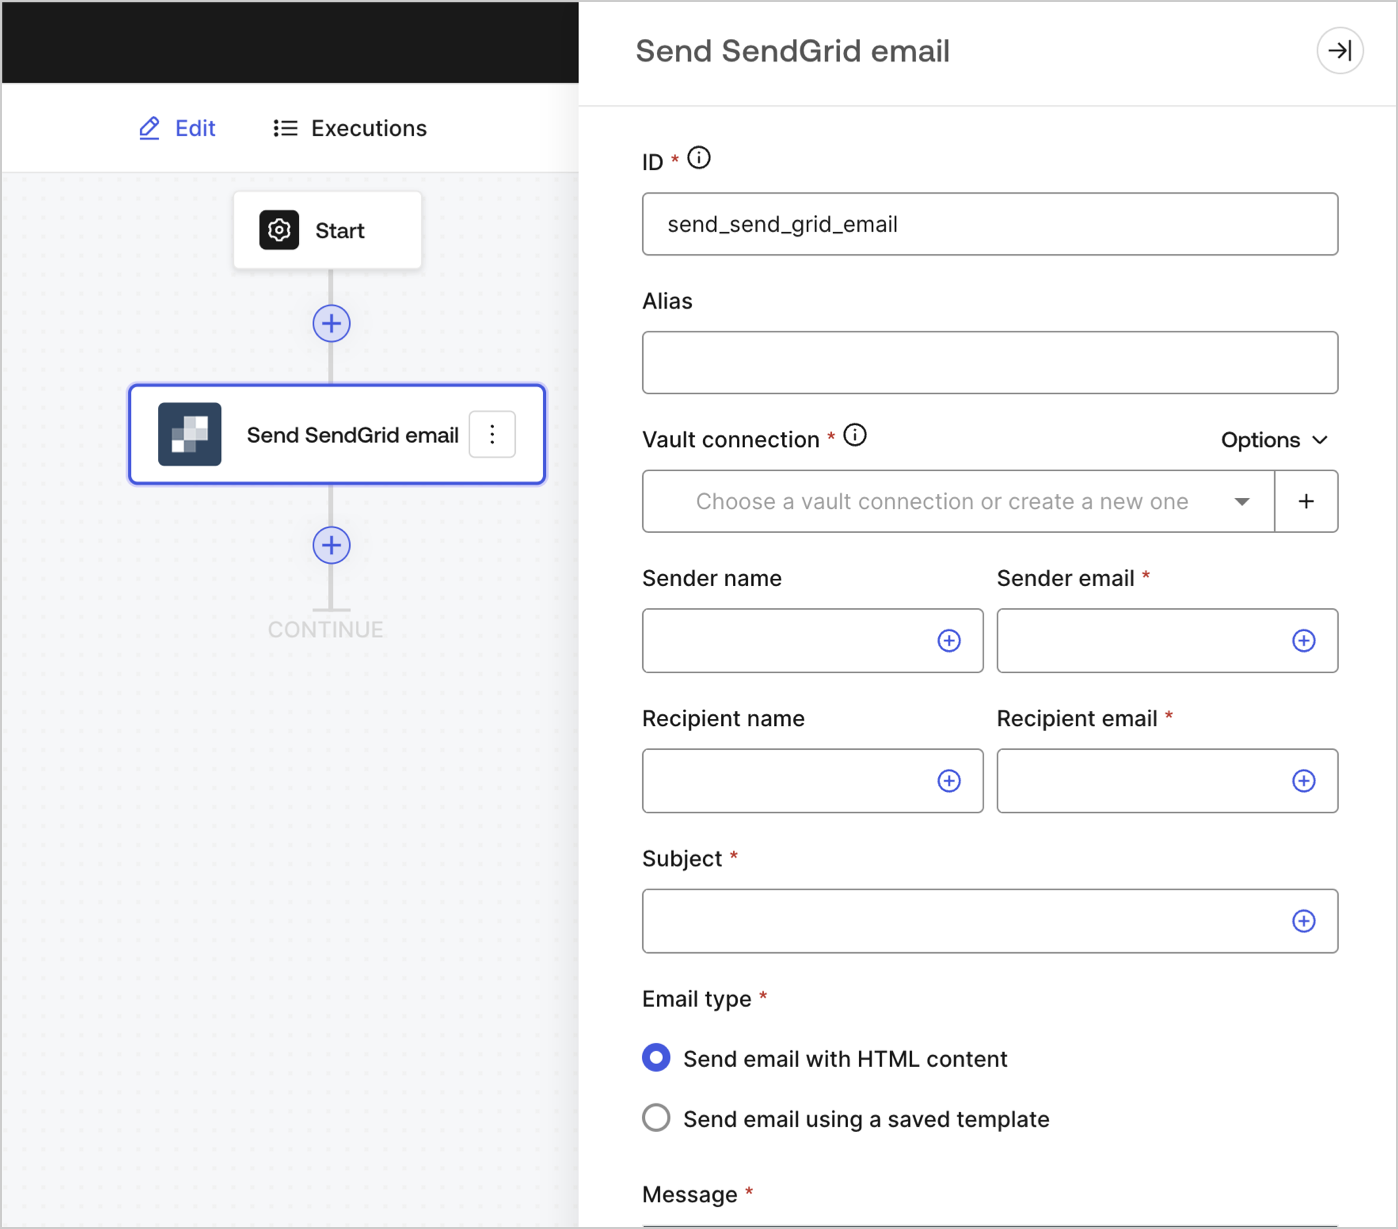 Send SendGrid email
Edit
Executions
Start
Send SendGrid email
CONTINUE
ID *
send_send_grid_email
Alias
Vault connection *
Options
Choose a vault connection or create a new one
Sender name
Sender email *
Recipient name
Recipient email *
Subject *
Email type *
Send email with HTML content
Send email using a saved template
Message *